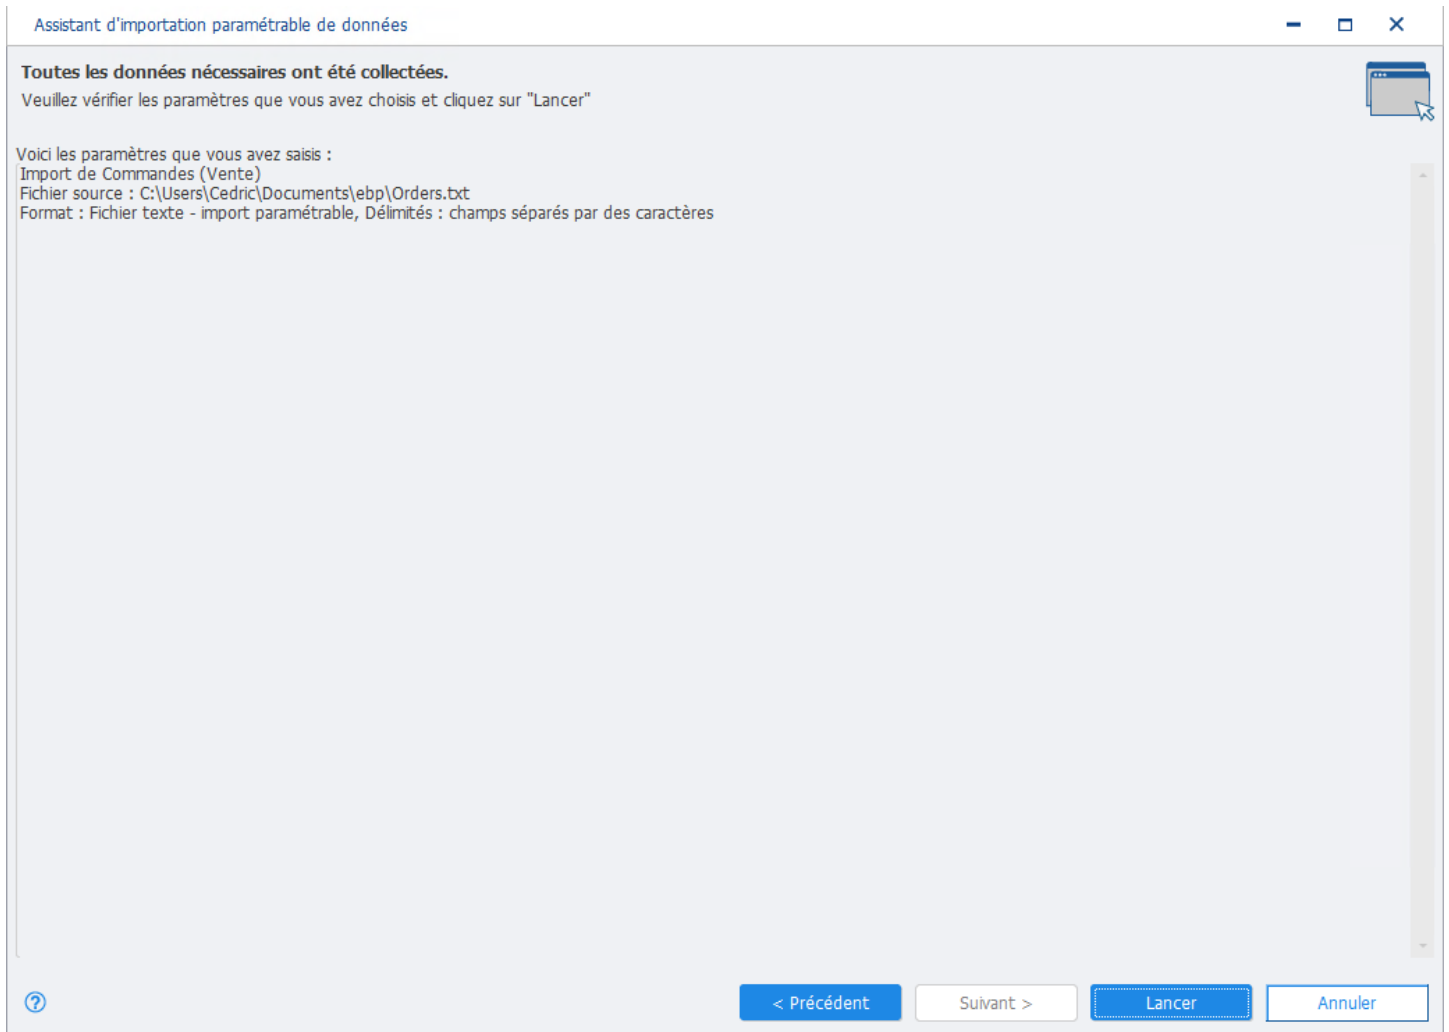 Assistant d'importation paramétrable de données
Toutes les données nécessaires ont été collectées.
Veuillez vérifier les paramètres que vous avez choisis et cliquez sur "Lancer"
Voici les paramètres que vous avez saisis :
Import de Commandes (Vente)
Fichier source : C:\Users\Cedric\Documents\ebp\Orders.txt
Format : Fichier texte - import paramétrable, Délimités : champs séparés par des caractères
< Précédent
Suivant >
Lancer
Annuler